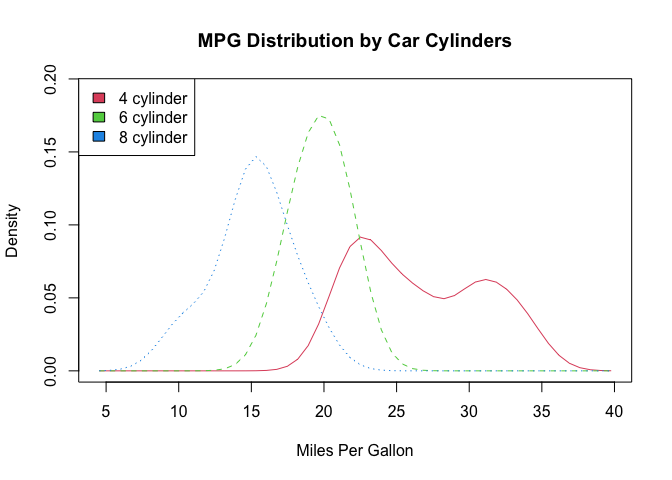 MPG Distribution by Car Cylinders
4 cylinder
6 cylinder
8 cylinder
Density
0.20
0.15
0.10
0.05
0.00
5 10 15 20 25 30 35 40
Miles Per Gallon